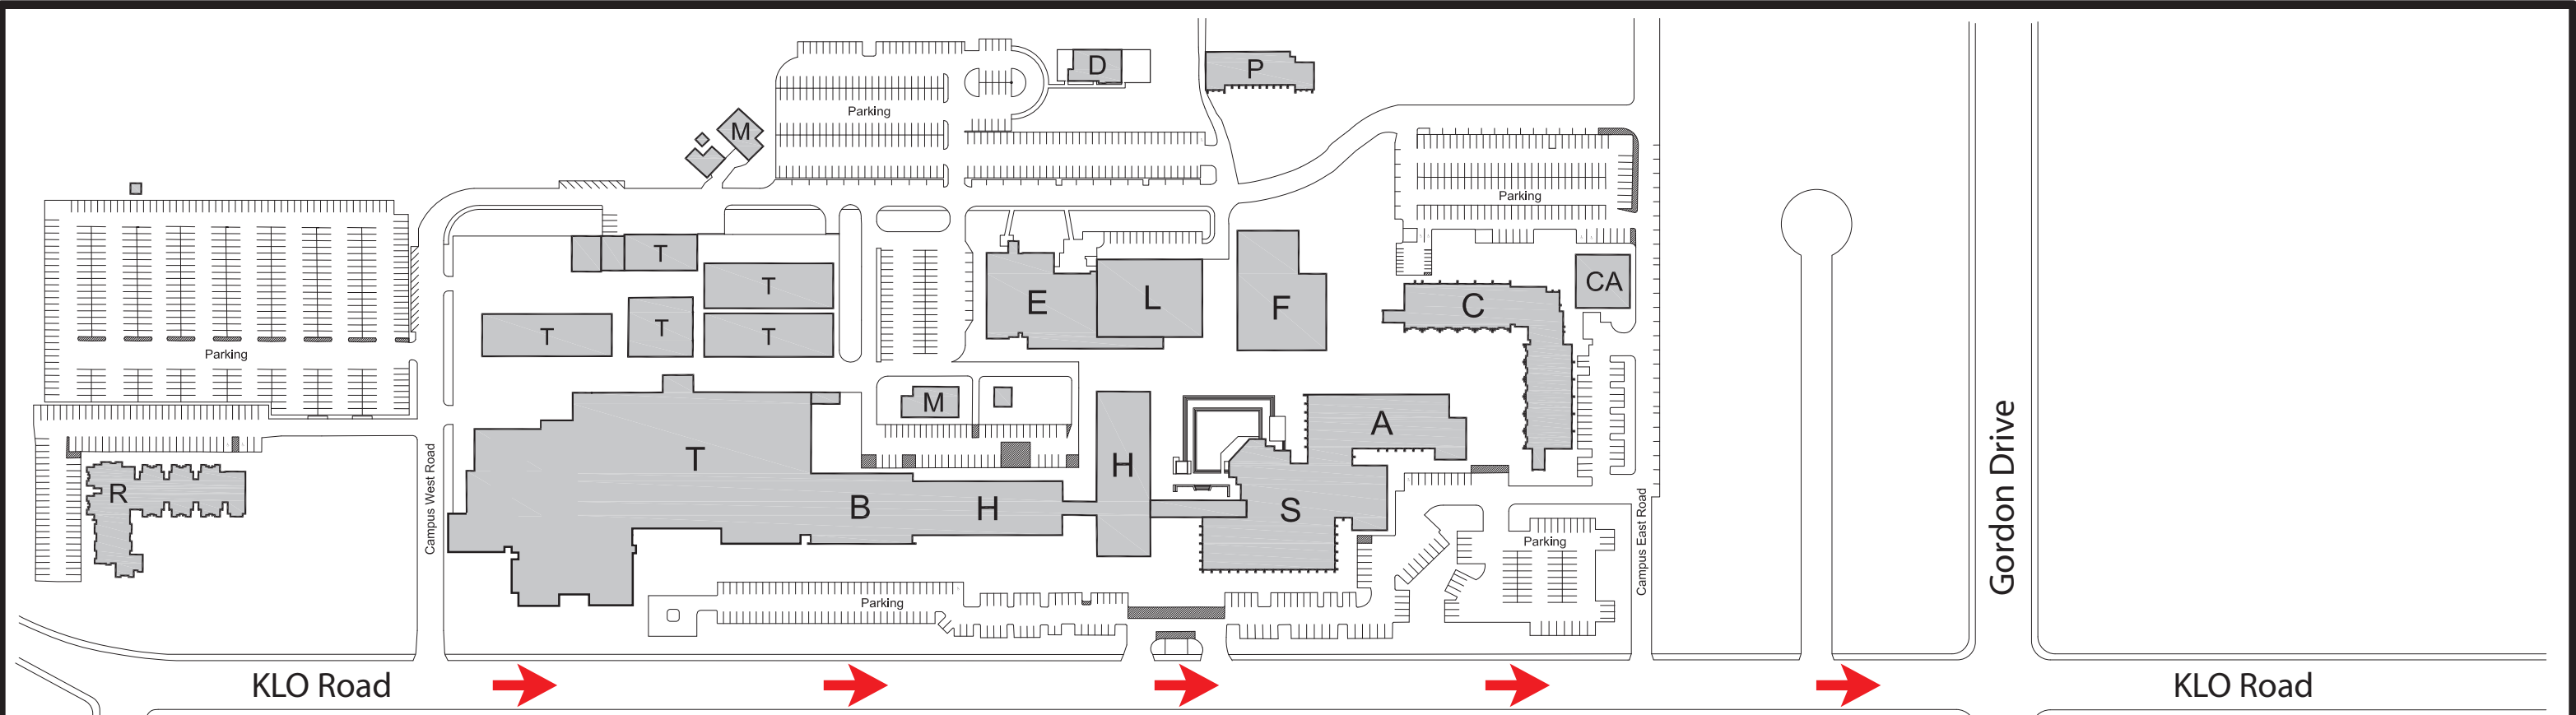 D
P
Parking
M
Parking
T
T
E
L
F
C
CA
T
T
T
Parking
M
A
T
H
R
B
H
S
Campus West Road
Campus East Road
Gordon Drive
Parking
Parking
KLO Road
KLO Road